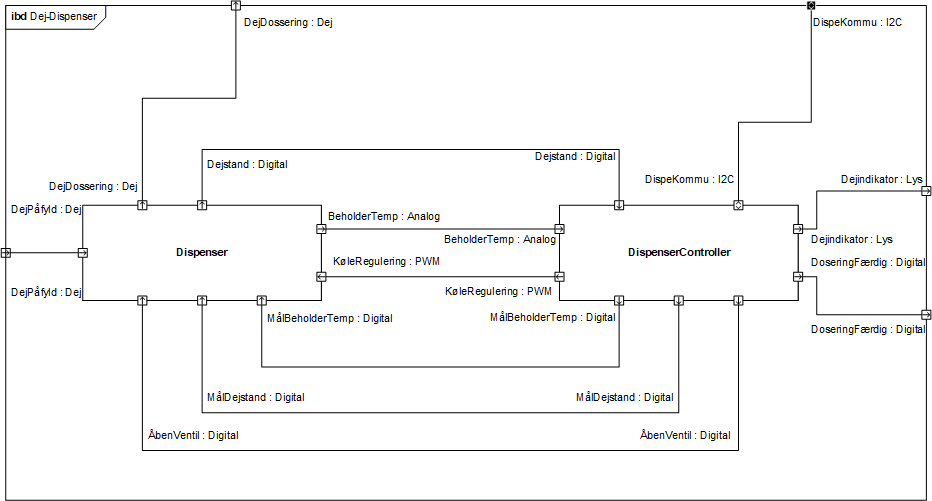 ibd Dej-Dispenser
DejDossering : Dej
DispeKommu : I2C
Dejstand : Digital
Dejstand : Digital
DejDossering : Dej
DispeKommu : I2C
Dejindikator : Lys
DejPåfyld : Dej
BeholderTemp : Analog
BeholderTemp : Analog
Dejindikator : Lys
Dispenser
DispenserController
KøleRegulering : PWM
DoseringFærdig : Digital
DejPåfyld : Dej
KøleRegulering : PWM
MålBeholderTemp : Digital
MålBeholderTemp : Digital
DoseringFærdig : Digital
MålDejstand : Digital
MålDejstand : Digital
ÅbenVentil : Digital
ÅbenVentil : Digital